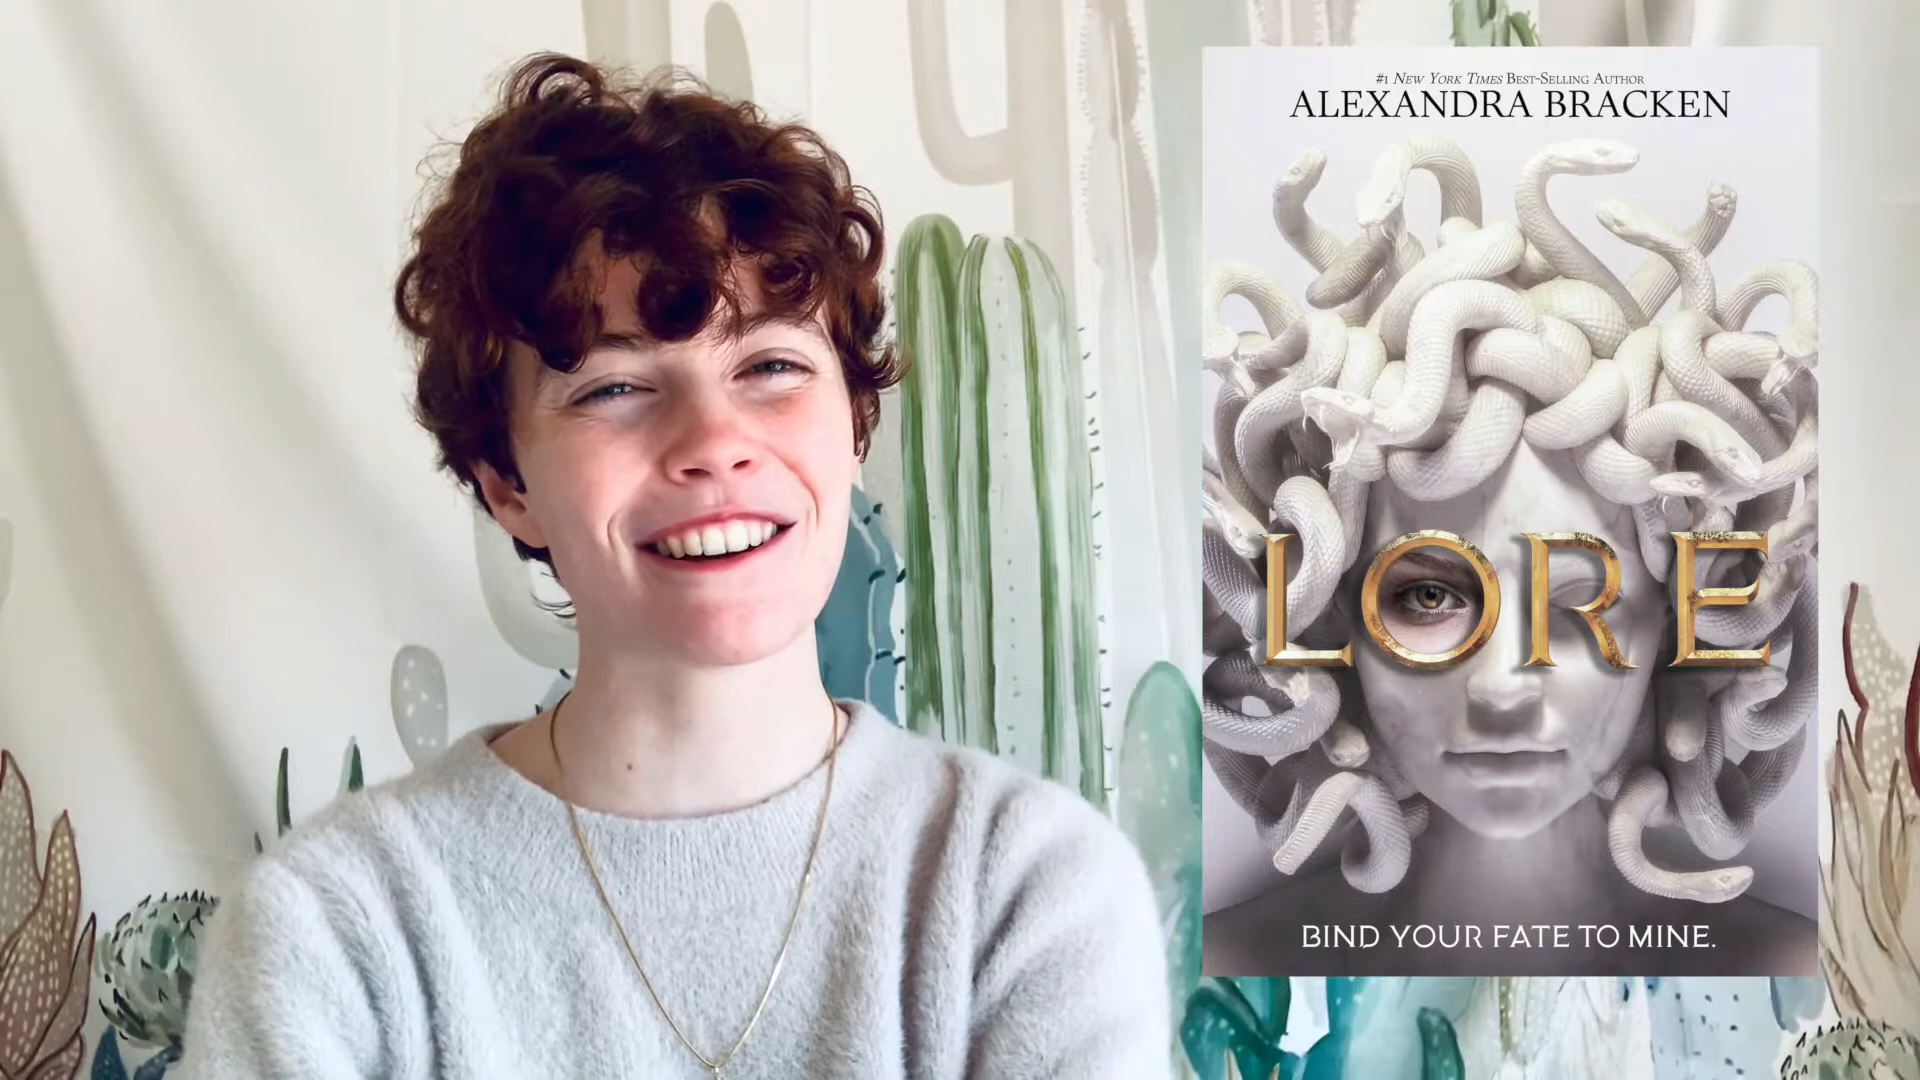 #1 New York Times Best-Selling Author
ALEXANDRA BRACKEN
LORE
BIND YOUR FATE TO MINE.